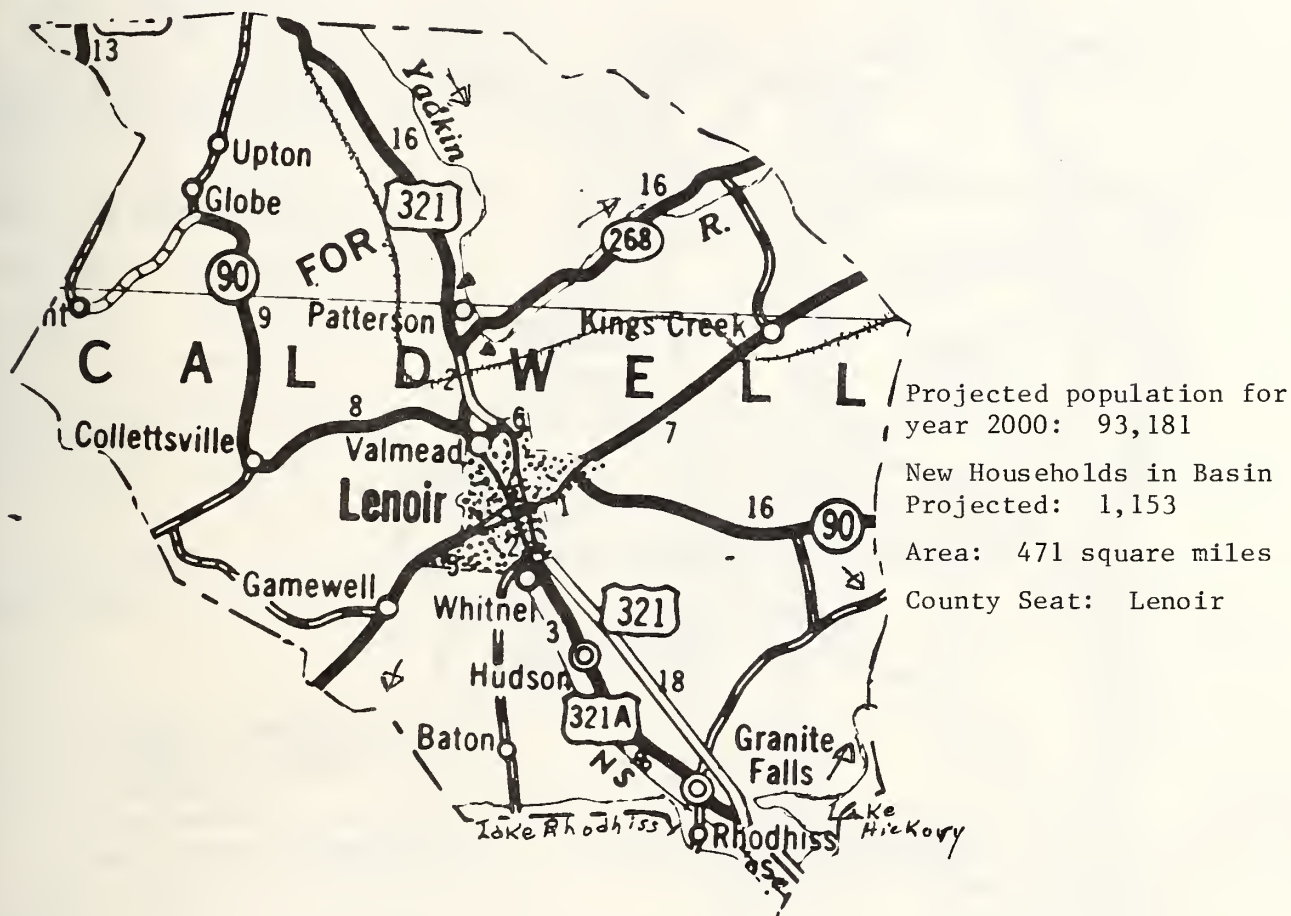 13
Yadkin
Upton
16
Globe
321
16
268
R.
FOR.
90
nt
9
Patterson
Kings Creek
C A L D W E L L
2
Projected population for
year 2000: 93,181
8
6
7
Collettsville
Valmead
New Households in Basin
Projected: 1,153
Lenoir
1
16
90
Area: 471 square miles
Gamewell
County Seat: Lenoir
Whitnel
321
3
Hudson
18
321A
Baton
Granite
Falls
NS
8
Lake Rhodhiss
Lake
Hickory
Rhodhiss